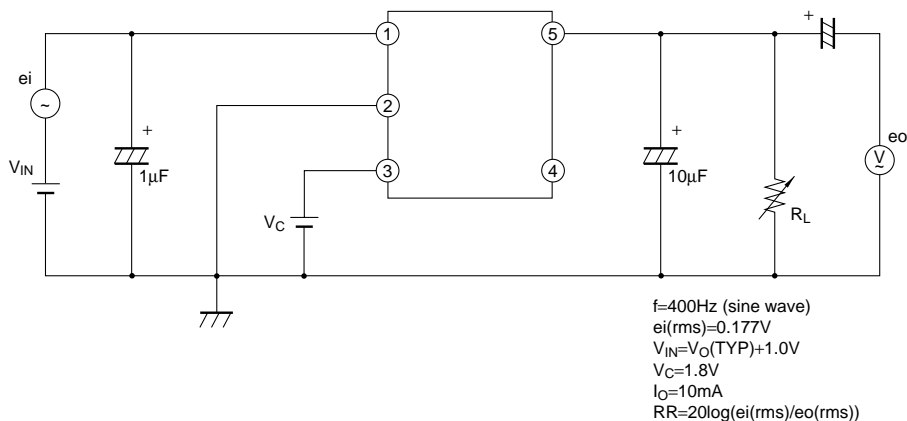 1
5
ei
~
2
+
+
+
eo
V
~
VIN
1μF
3
4
10μF
VC
RL
f=400Hz (sine wave)
ei(rms)=0.177V
VIN=VO(TYP)+1.0V
VC=1.8V
IO=10mA
RR=20log(ei(rms)/eo(rms))